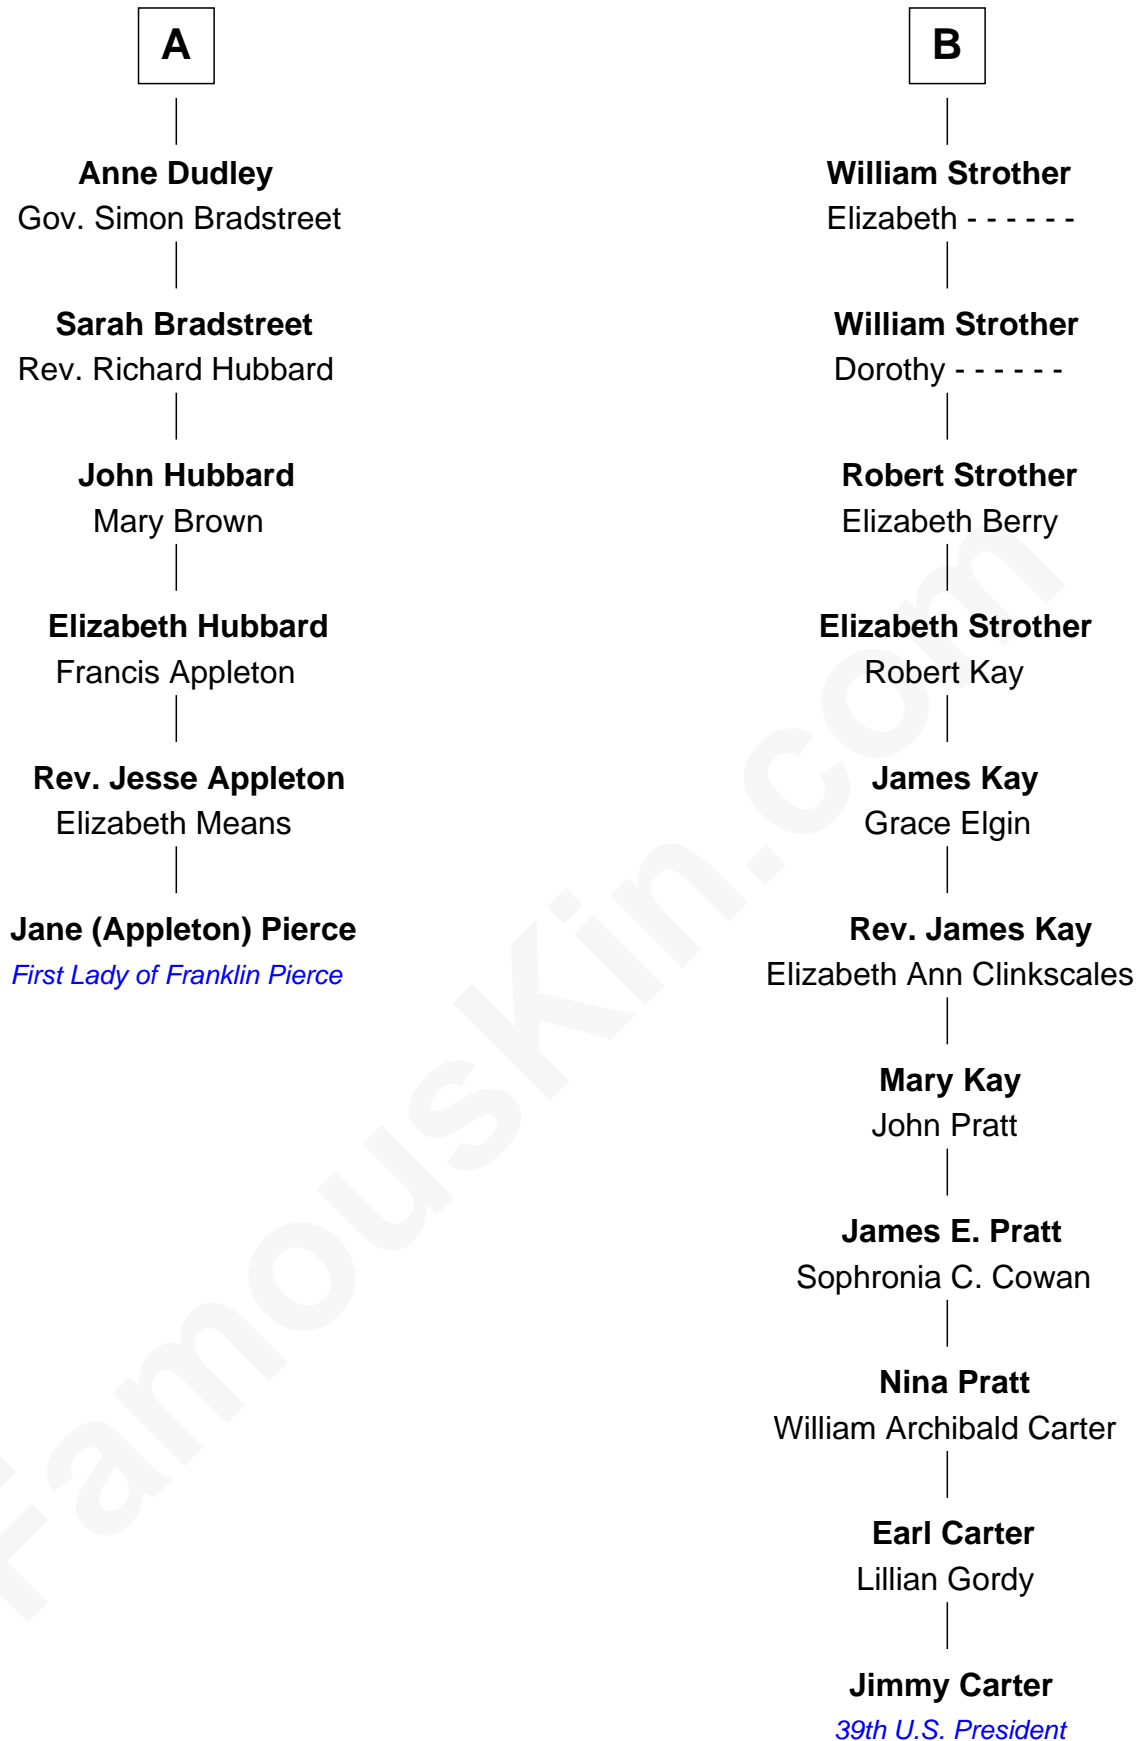 A
Anne Dudley
Gov. Simon Bradstreet
Sarah Bradstreet
Rev. Richard Hubbard
John Hubbard
Mary Brown
Elizabeth Hubbard
Francis Appleton
Rev. Jesse Appleton
Elizabeth Means
Jane (Appleton) Pierce
First Lady of Franklin Pierce
B
William Strother
Elizabeth - - - - - -
William Strother
Dorothy - - - - - -
Robert Strother
Elizabeth Berry
Elizabeth Strother
Robert Kay
James Kay
Grace Elgin
Rev. James Kay
Elizabeth Ann Clinkscales
Mary Kay
John Pratt
James E. Pratt
Sophronia C. Cowan
Nina Pratt
William Archibald Carter
Earl Carter
Lillian Gordy
Jimmy Carter
39th U.S. President
FamousKin.com